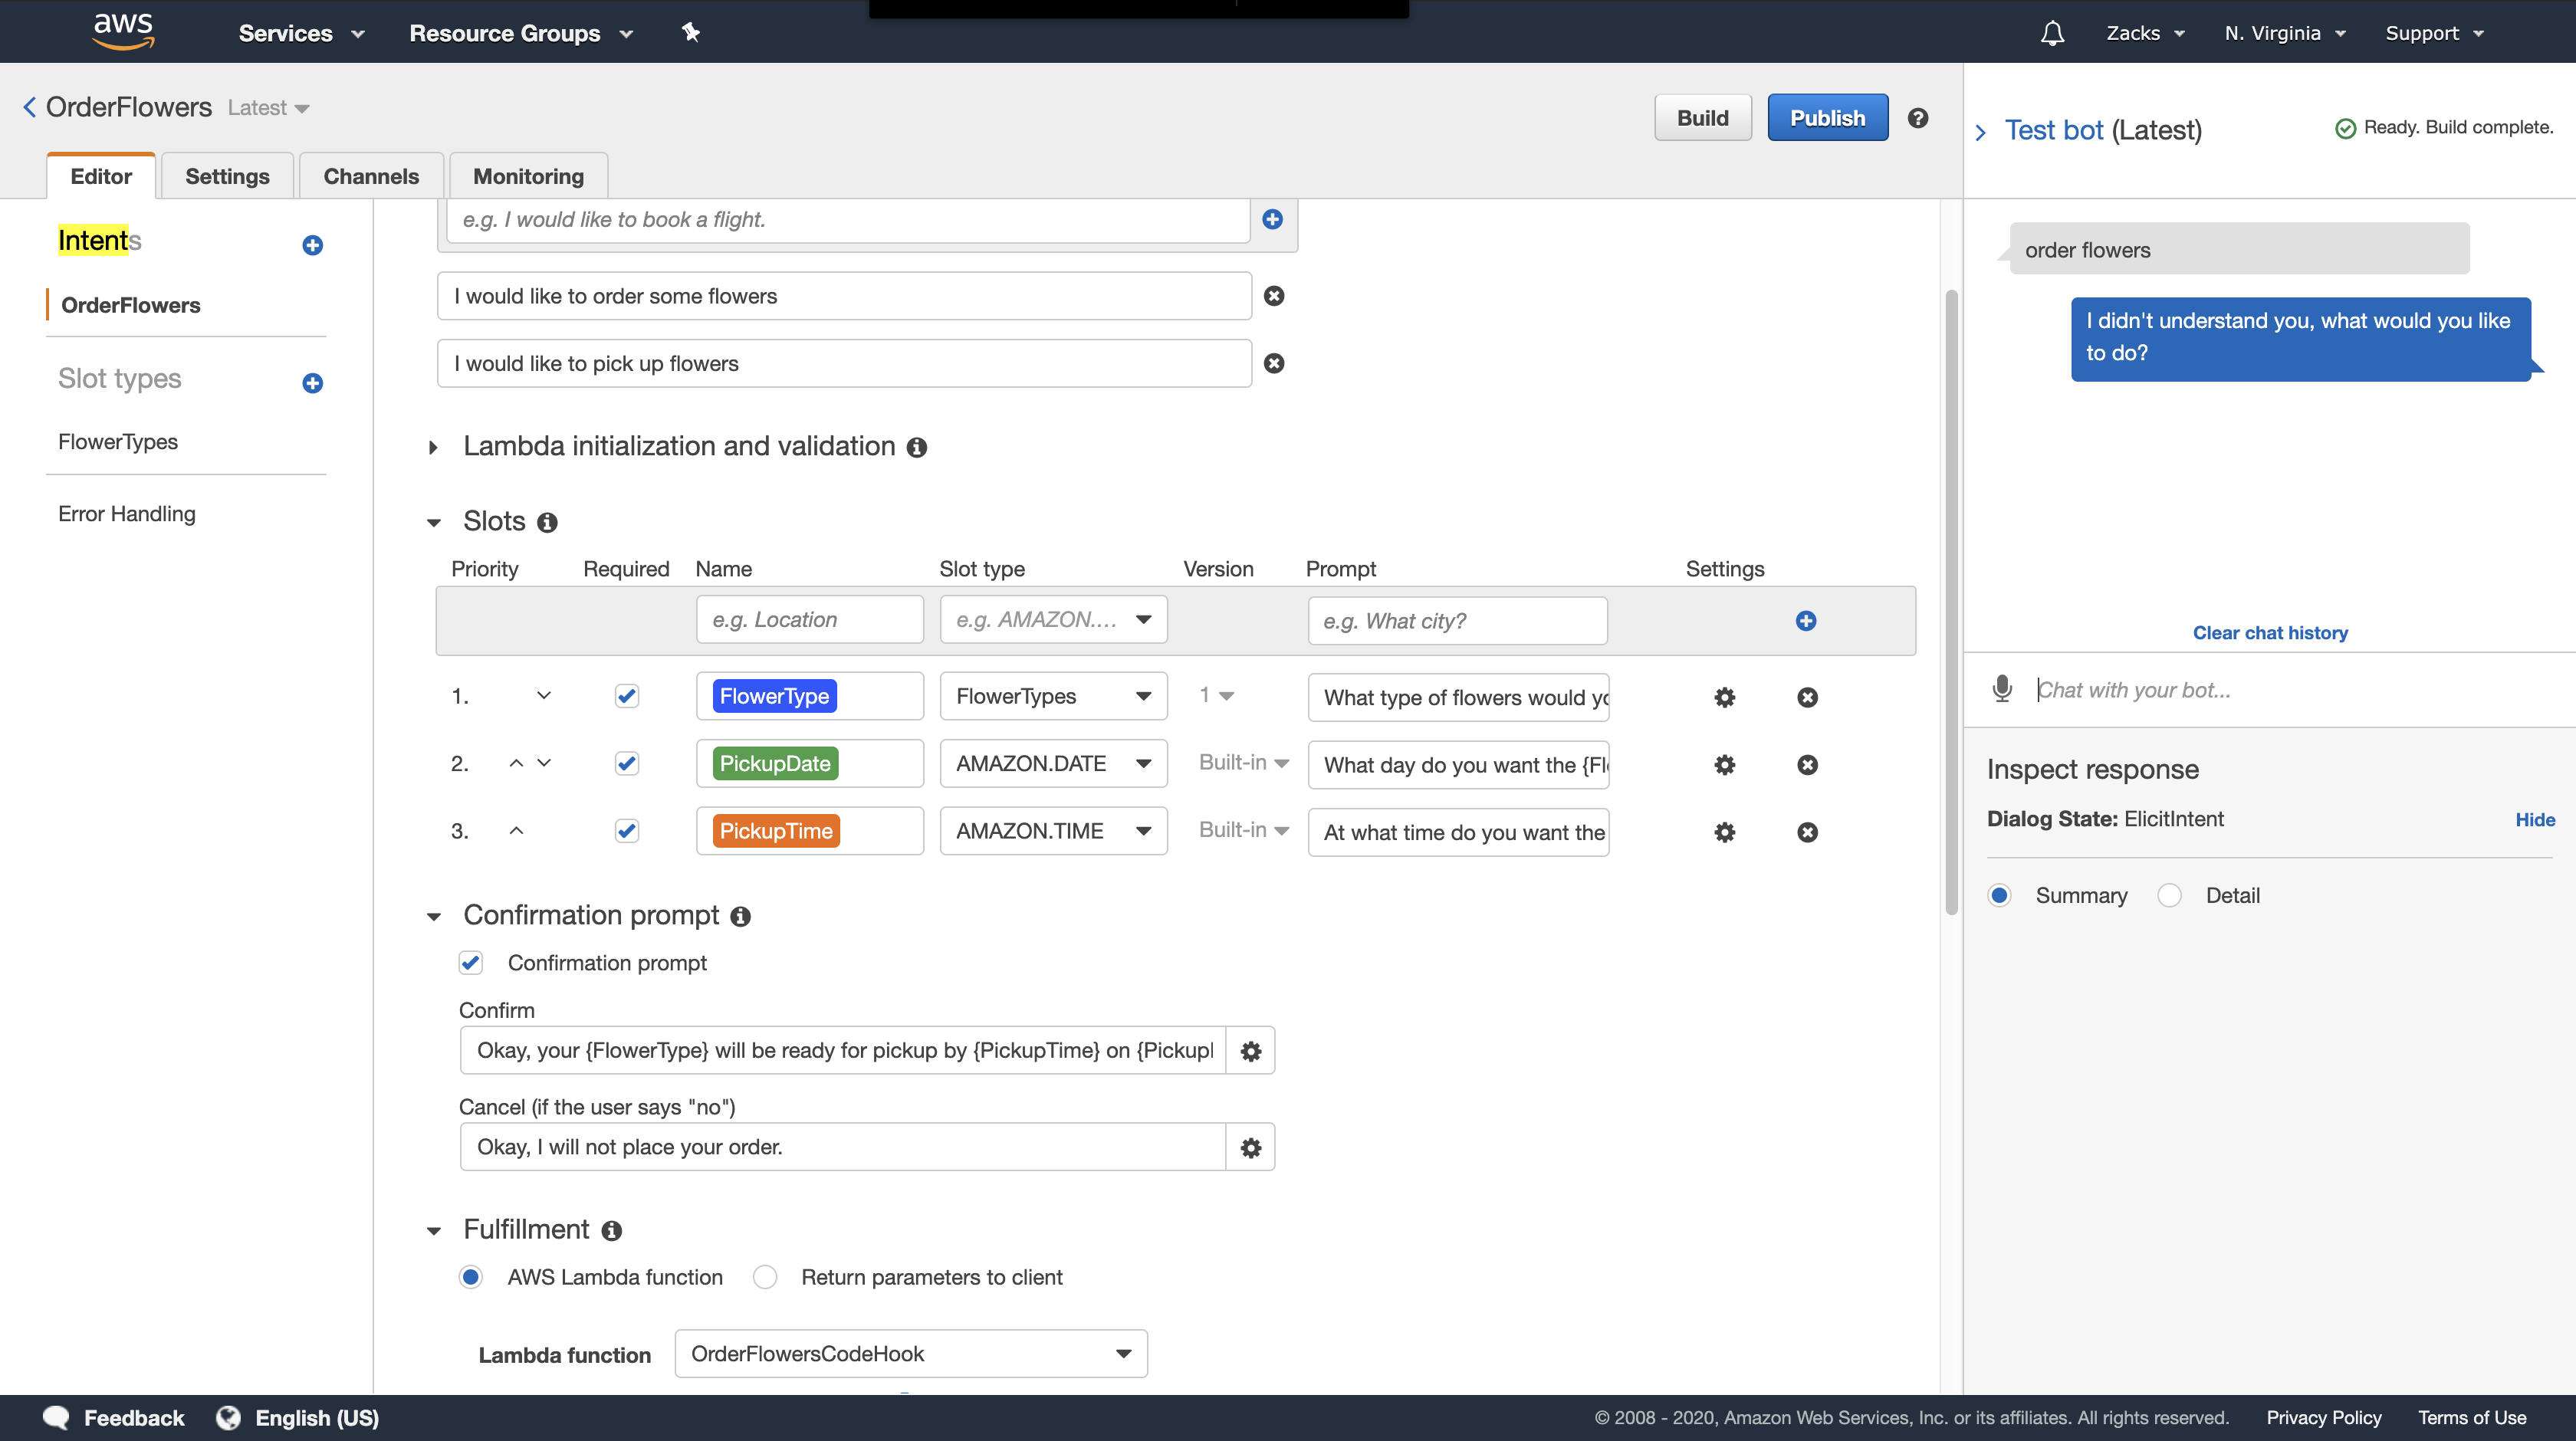 aws
Services
Resource Groups
Zacks
N. Virginia
Support
OrderFlowers Latest
Build
Publish
Editor
Settings
Channels
Monitoring
Intents
OrderFlowers
Slot types
FlowerTypes
Error Handling
e.g. I would like to book a flight.
I would like to order some flowers
I would like to pick up flowers
Lambda initialization and validation
Slots
Priority Required Name Slot type Version Prompt Settings
e.g. Location e.g. AMAZON.... e.g. What city?
1. FlowerType FlowerTypes 1 What type of flowers would yo
2. PickupDate AMAZON.DATE Built-in What day do you want the {Fl
3. PickupTime AMAZON.TIME Built-in At what time do you want the
Confirmation prompt
Confirmation prompt
Confirm
Okay, your {FlowerType} will be ready for pickup by {PickupTime} on {Pickup
Cancel (if the user says "no")
Okay, I will not place your order.
Fulfillment
AWS Lambda function Return parameters to client
Lambda function OrderFlowersCodeHook
Test bot (Latest)
Ready. Build complete.
order flowers
I didn't understand you, what would you like
to do?
Clear chat history
Chat with your bot...
Inspect response
Dialog State: ElicitIntent Hide
Summary Detail
Feedback
English (US)
© 2008 - 2020, Amazon Web Services, Inc. or its affiliates. All rights reserved.
Privacy Policy
Terms of Use